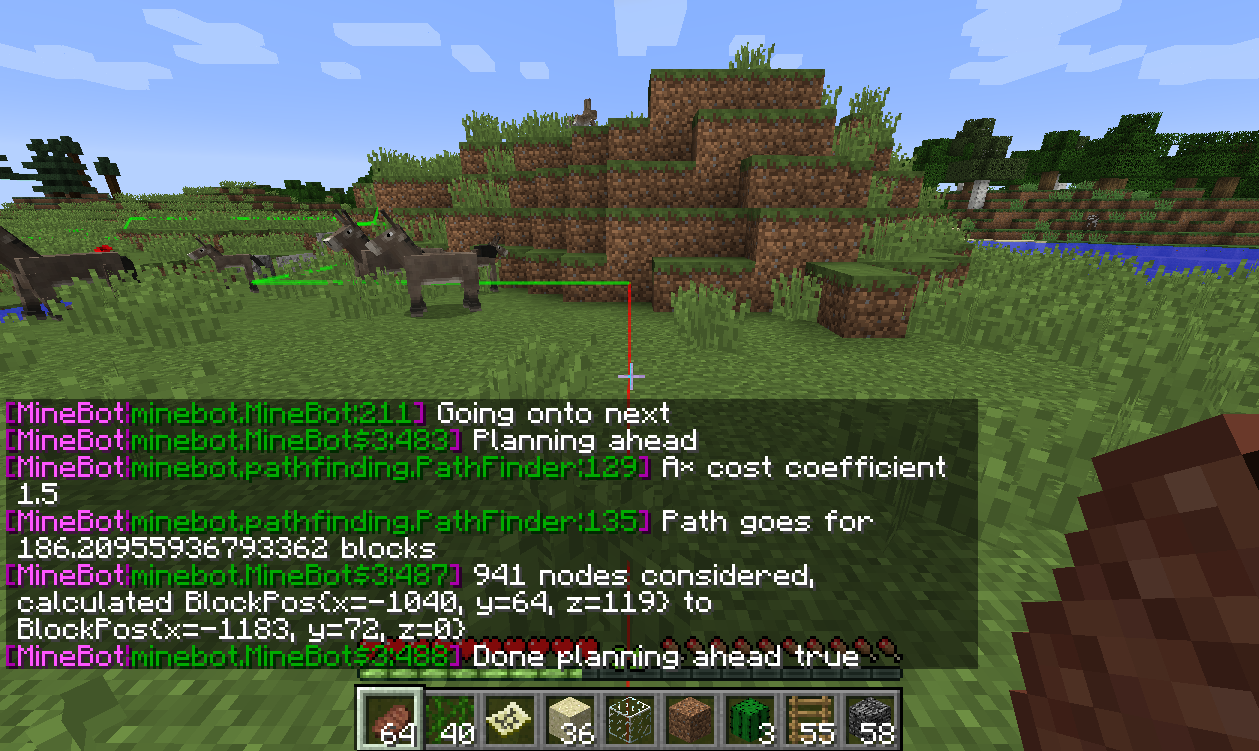 [MineBot|minebot.MineBot:211] Going onto next
[MineBot|minebot.MineBot$3:483] Planning ahead
[MineBot|minebot.pathfinding.PathFinder:129] A* cost coefficient
1.5
[MineBot|minebot.pathfinding.PathFinder:135] Path goes for
186.20955936793362 blocks
[MineBot|minebot.MineBot$3:487] 941 nodes considered,
calculated BlockPos{x=-1040, y=64, z=119} to
BlockPos{x=-1183, y=72, z=0}
[MineBot|minebot.MineBot$3:488] Done planning ahead true
64 40 36 3 55 58